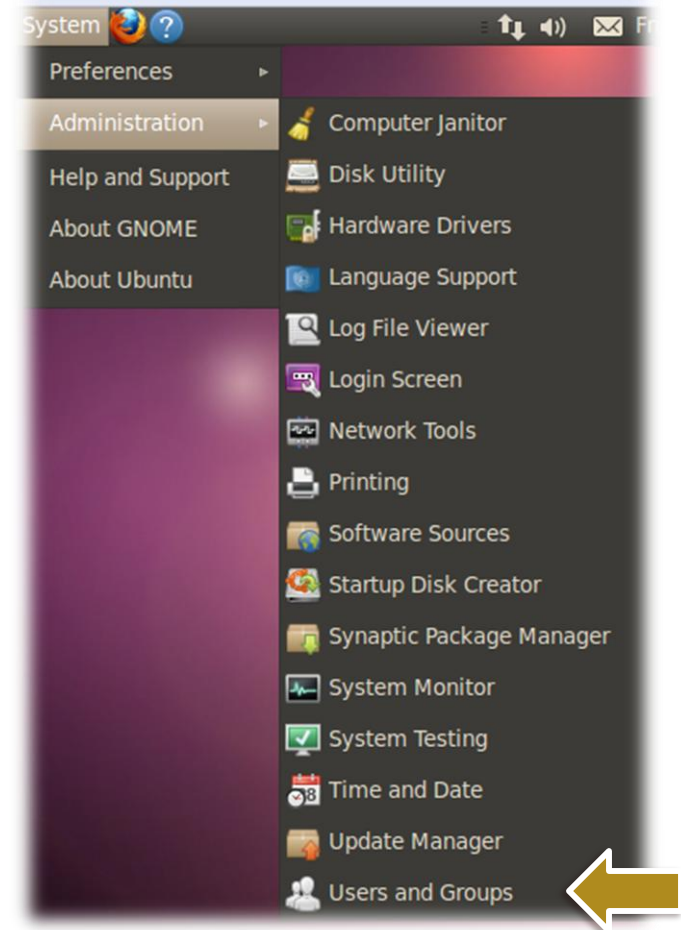 System
Preferences
Administration
Help and Support
About GNOME
About Ubuntu
Computer Janitor
Disk Utility
Hardware Drivers
Language Support
Log File Viewer
Login Screen
Network Tools
Printing
Software Sources
Startup Disk Creator
Synaptic Package Manager
System Monitor
System Testing
Time and Date
Update Manager
Users and Groups